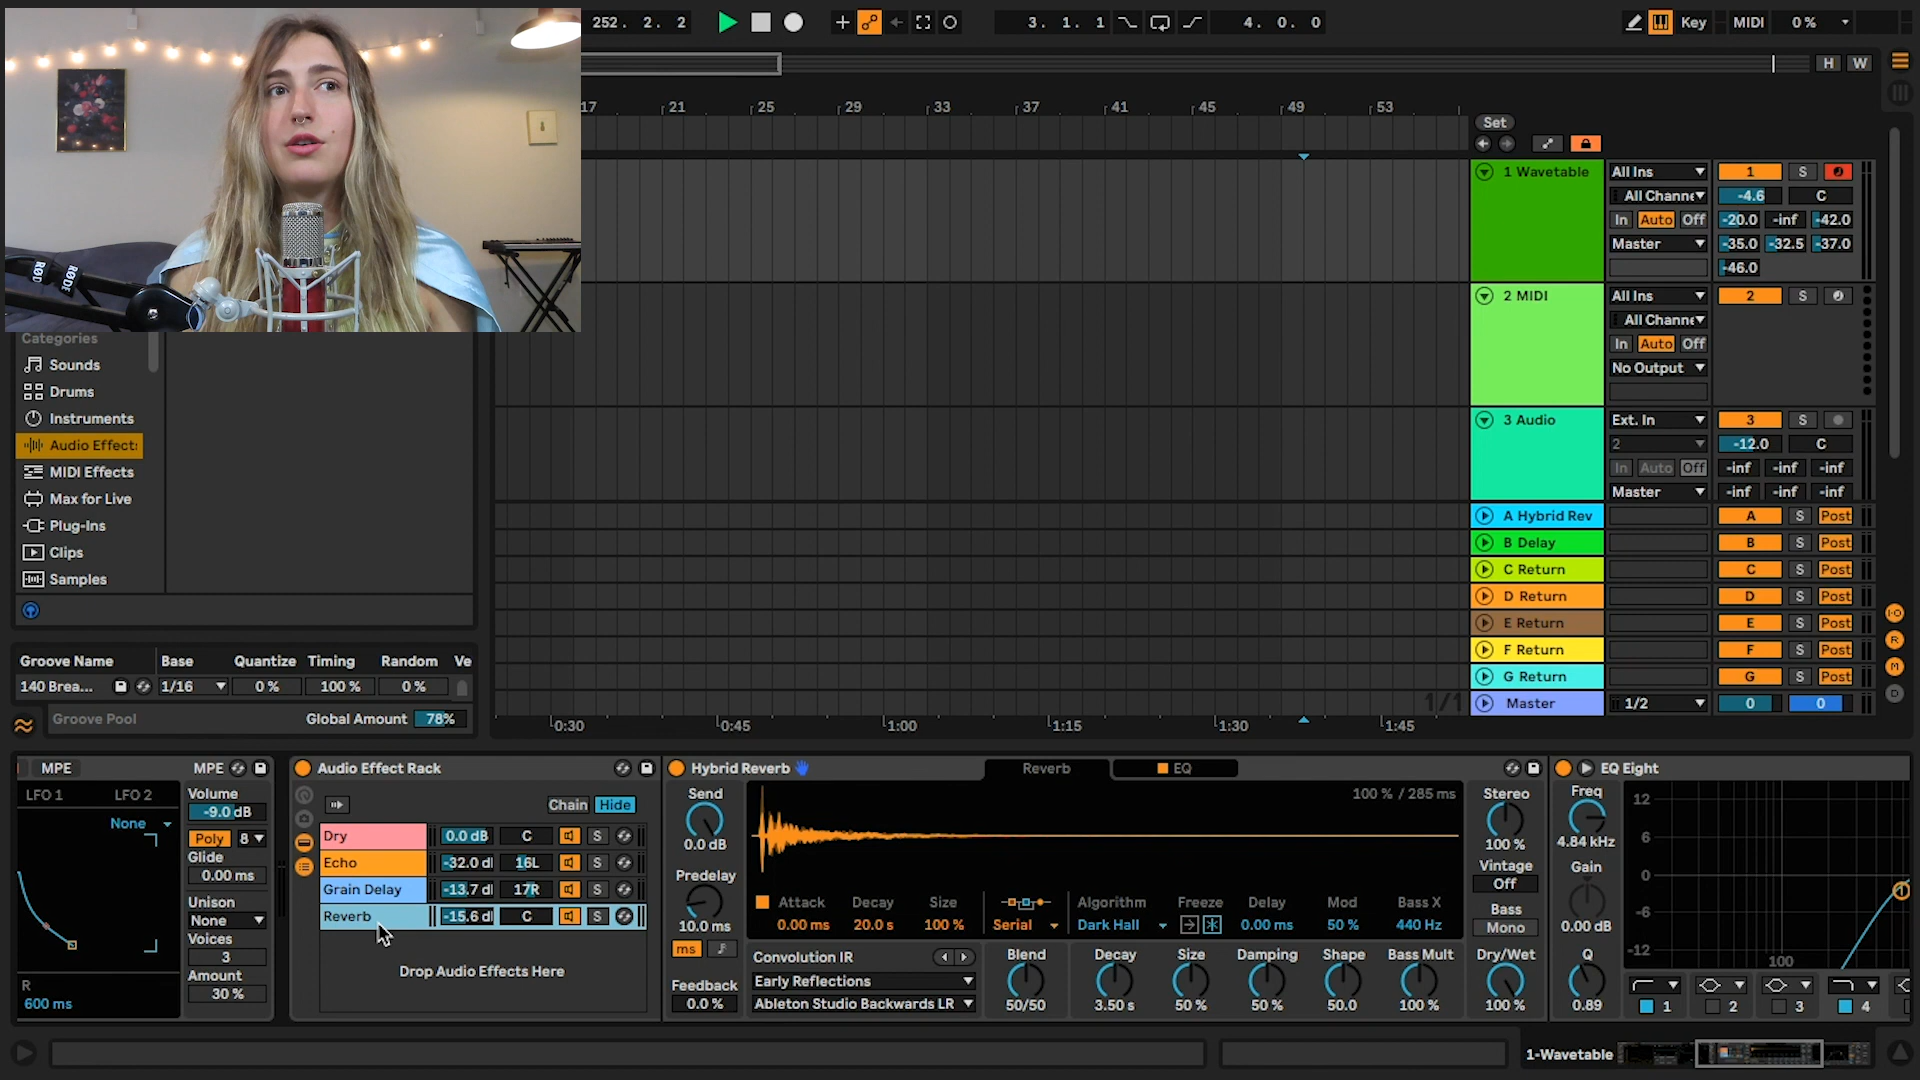 252. 2. 2
3. 1. 1
4. 0. 0
Key
MIDI
0 %
H
W
17
21
25
29
33
37
41
45
49
53
Set
RØDE
RØDE
1 Wavetable
All Ins
1
S
All Channe
-4.6
C
In Auto Off
-20.0 -inf -42.0
Master
-35.0 -32.5 -37.0
-46.0
2 MIDI
All Ins
2
S
All Channe
In Auto Off
No Output
3 Audio
Ext. In
3
S
2
-12.0
C
In Auto Off
-inf -inf -inf
Master
-inf -inf -inf
A Hybrid Rev
A S Post
B Delay
B S Post
C Return
C S Post
D Return
D S Post
E Return
E S Post
F Return
F S Post
G Return
G S Post
Master
1/2
0
0
1/1
0:30
0:45
1:00
1:15
1:30
1:45
Categories
Sounds
Drums
Instruments
Audio Effects
MIDI Effects
Max for Live
Plug-Ins
Clips
Samples
Groove Name Base Quantize Timing Random Ve
140 Brea... 1/16 0 % 100 % 0 %
Groove Pool
Global Amount 78%
MPE
MPE
LFO 1
LFO 2
None
R
600 ms
Volume
-9.0 dB
Poly 8
Glide
0.00 ms
Unison
None
Voices
3
Amount
30 %
Audio Effect Rack
Chain Hide
Dry 0.0 dB C S
Echo -32.0 d 16L S
Grain Delay -13.7 d 17R S
Reverb -15.6 d C S
Drop Audio Effects Here
Hybrid Reverb
Reverb
EQ
Send
0.0 dB
Predelay
10.0 ms
ms
Feedback
0.0 %
100 % / 285 ms
Attack Decay Size
0.00 ms 20.0 s 100 %
Serial
Algorithm Freeze Delay Mod Bass X
Dark Hall 0.00 ms 50 % 440 Hz
Convolution IR
Early Reflections
Ableton Studio Backwards LR
Blend Decay Size Damping Shape Bass Mult
50/50 3.50 s 50 % 50 % 50.0 100 %
Stereo
100 %
Vintage
Off
Bass
Mono
Dry/Wet
100 %
EQ Eight
Freq
4.84 kHz
Gain
0.00 dB
Q
0.89
12
6
0
-6
-12
100
1
1 2 3 4
1-Wavetable
IO
R
M
D